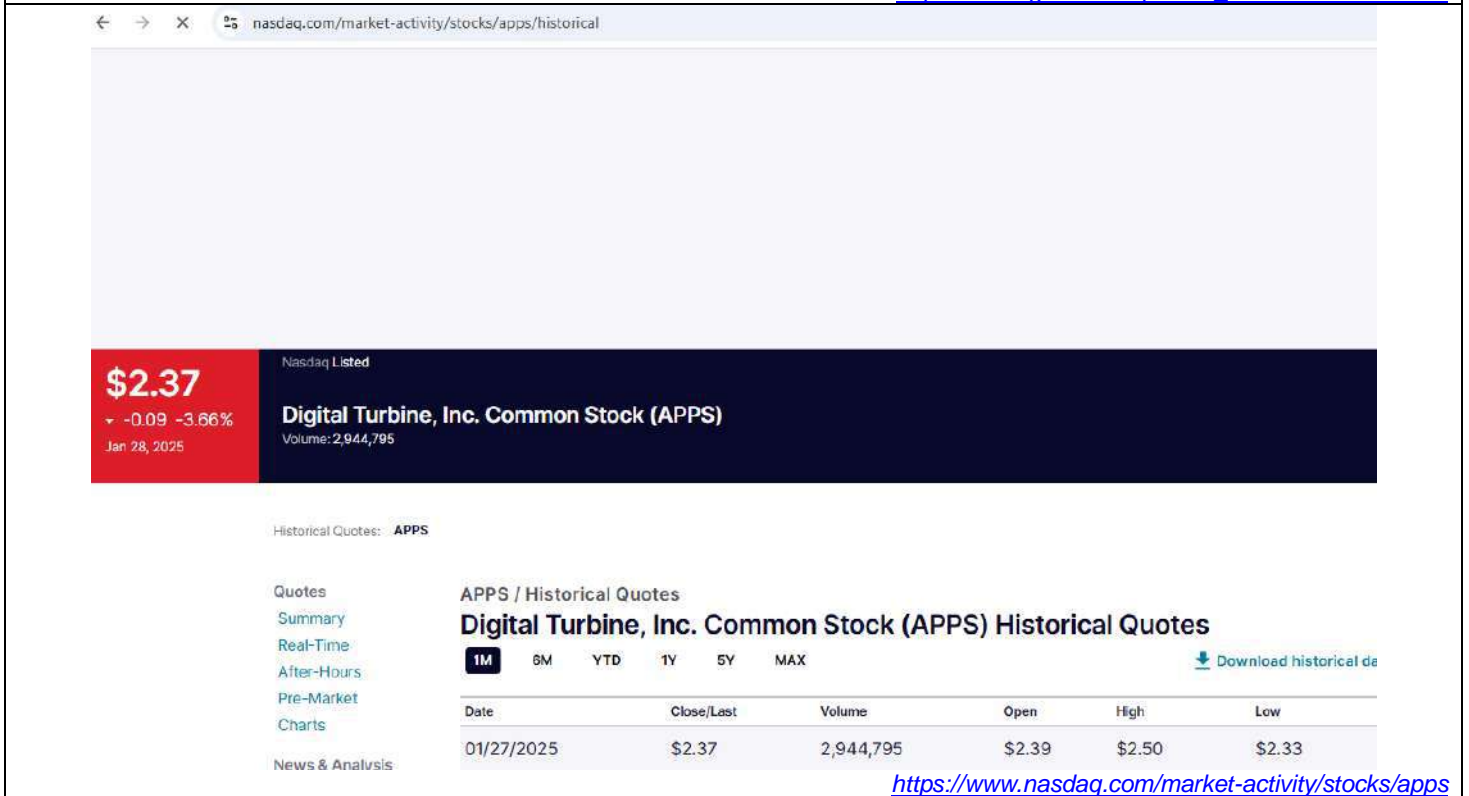 nasdaq.com/market-activity/stocks/apps/historical
$2.37
-0.09 -3.66%
Jan 28, 2025
Nasdaq Listed
Digital Turbine, Inc. Common Stock (APPS)
Volume: 2,944,795
Historical Quotes: APPS
Quotes
Summary
Real-Time
After-Hours
Pre-Market
Charts
News & Analysis
APPS / Historical Quotes
Digital Turbine, Inc. Common Stock (APPS) Historical Quotes
1M 6M YTD 1Y 5Y MAX
Download historical da
Date Close/Last Volume Open High Low
01/27/2025 $2.37 2,944,795 $2.39 $2.50 $2.33
https://www.nasdaq.com/market-activity/stocks/apps